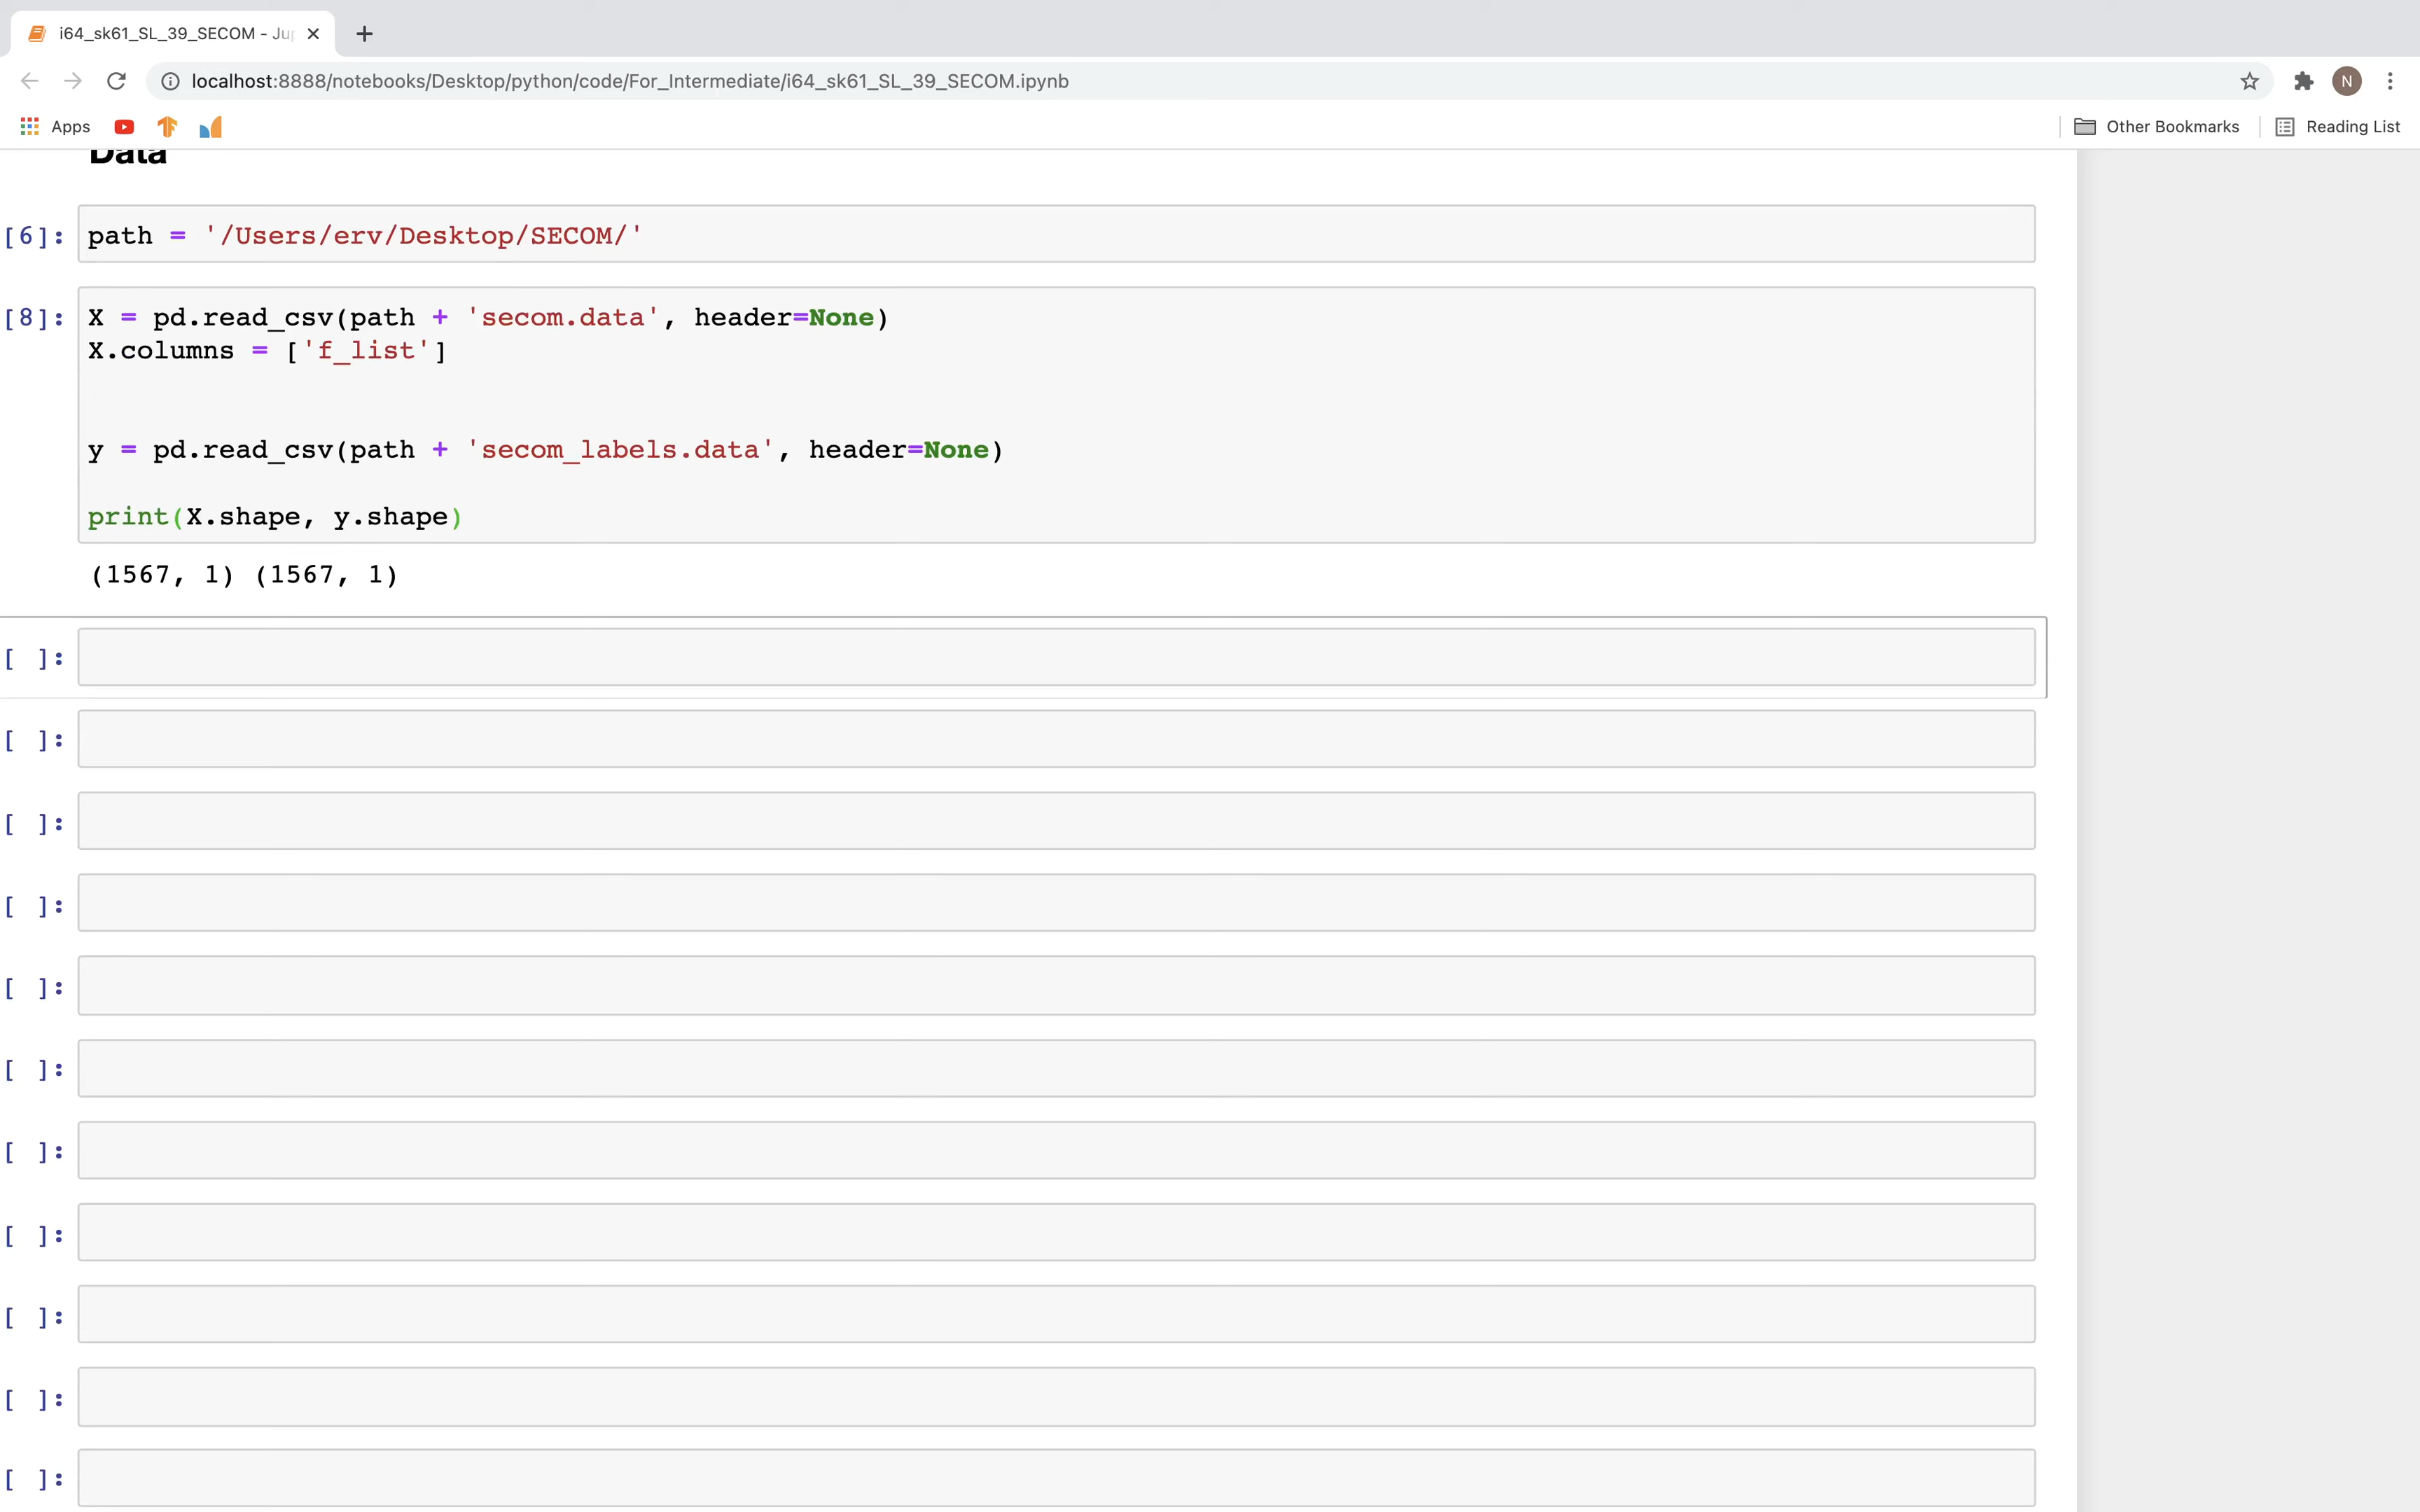 i64_sk61_SL_39_SECOM - Jup
localhost:8888/notebooks/Desktop/python/code/For_Intermediate/i64_sk61_SL_39_SECOM.ipynb
N
Apps
Other Bookmarks
Reading List
Data
[6]: path = '/Users/erv/Desktop/SECOM/'
[8]: X = pd.read_csv(path + 'secom.data', header=None)
X.columns = ['f_list']
y = pd.read_csv(path + 'secom_labels.data', header=None)
print(X.shape, y.shape)
(1567, 1) (1567, 1)
[ ]:
[ ]:
[ ]:
[ ]:
[ ]:
[ ]:
[ ]:
[ ]:
[ ]:
[ ]:
[ ]: